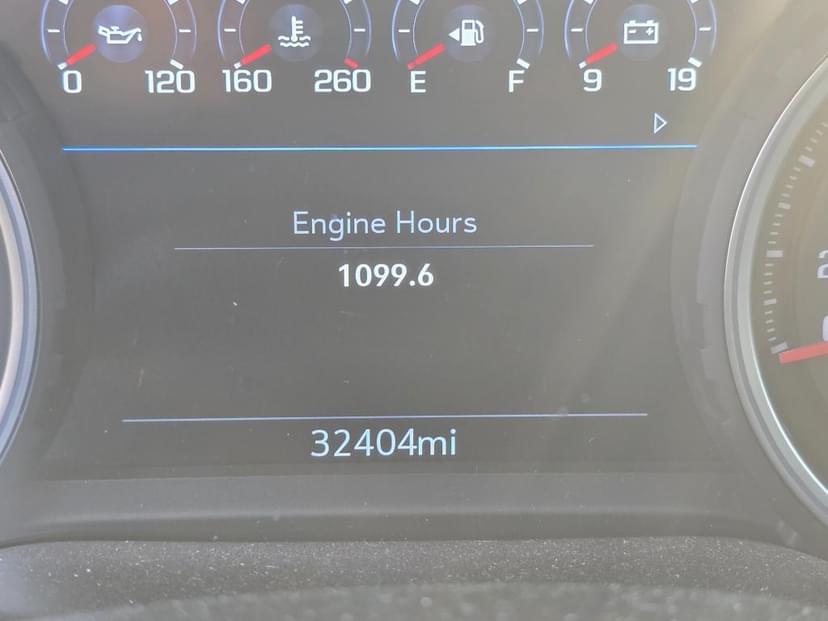 0 120 160 260 E F 9 19
Engine Hours
1099.6
32404mi